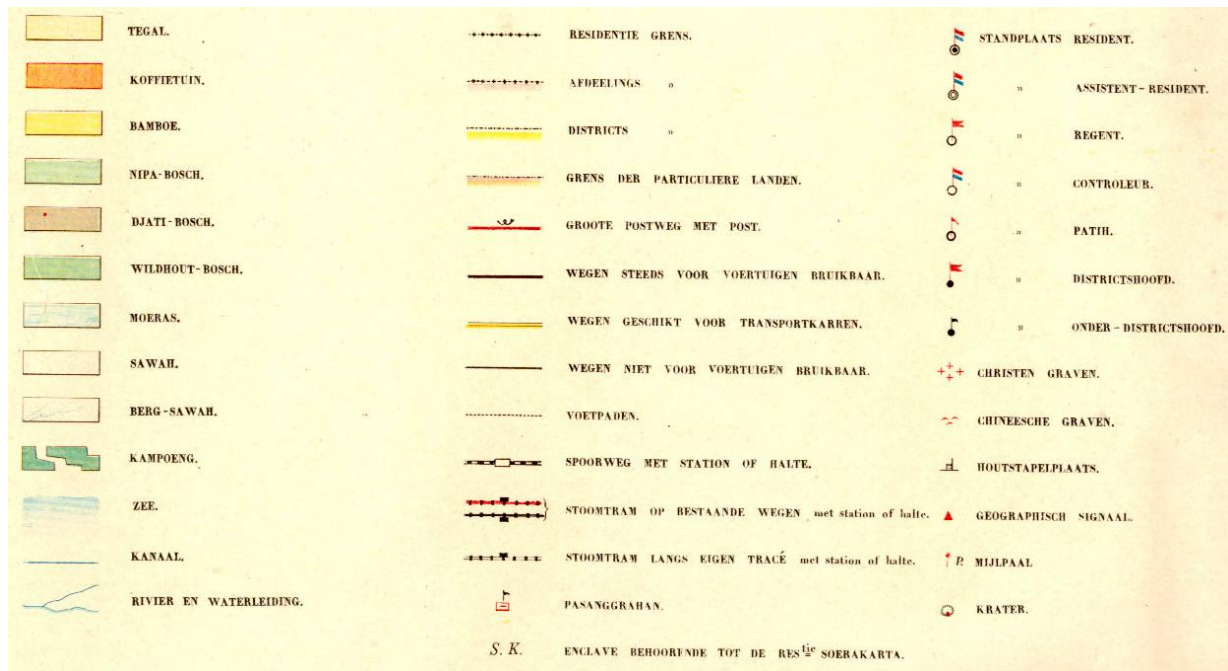 TEGAL.
KOFFIETUIN.
BAMBOE.
NIPA-BOSCH.
DJATI-BOSCH.
WILDHOUT-BOSCH.
MOERAS.
SAWAH.
BERG-SAWAH.
KAMPOENG.
ZEE.
KANAAL.
RIVIER EN WATERLEIDING.
RESIDENTIE GRENS.
AFDEELINGS "
DISTRICTS "
GRENS DER PARTICULIERE LANDEN.
GROOTE POSTWEG MET POST.
WEGEN STEEDS VOOR VOERTUIGEN BRUIKBAAR.
WEGEN GESCHIKT VOOR TRANSPORTKARREN.
WEGEN NIET VOOR VOERTUIGEN BRUIKBAAR.
VOETPADEN.
SPOORWEG MET STATION OF HALTE.
STOOMTRAM OP BESTAANDE WEGEN met station of halte.
STOOMTRAM LANGS EIGEN TRACÉ met station of halte.
PASANGGRAHAN.
S. K. ENCLAVE BEHOORENDE TOT DE RES^tie SOERAKARTA.
STANDPLAATS RESIDENT.
" ASSISTENT-RESIDENT.
" REGENT.
" CONTROLEUR.
" PATIH.
" DISTRICTSHOOFD.
" ONDER-DISTRICTSHOOFD.
CHRISTEN GRAVEN.
CHINEESCHE GRAVEN.
HOUTSTAPELPLAATS.
GEOGRAPHISCH SIGNAAL.
P. MIJLPAAL
KRATER.